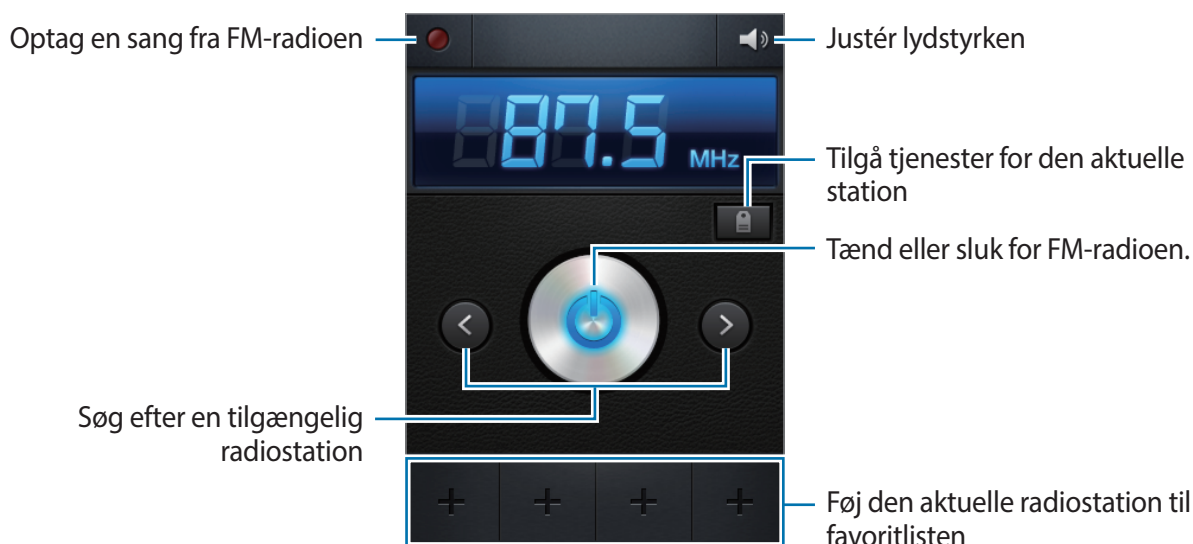 Optag en sang fra FM-radioen
Justér lydstyrken
87.5 MHz
Tilgå tjenester for den aktuelle
station
Tænd eller sluk for FM-radioen.
Søg efter en tilgængelig
radiostation
Føj den aktuelle radiostation til
favoritlisten